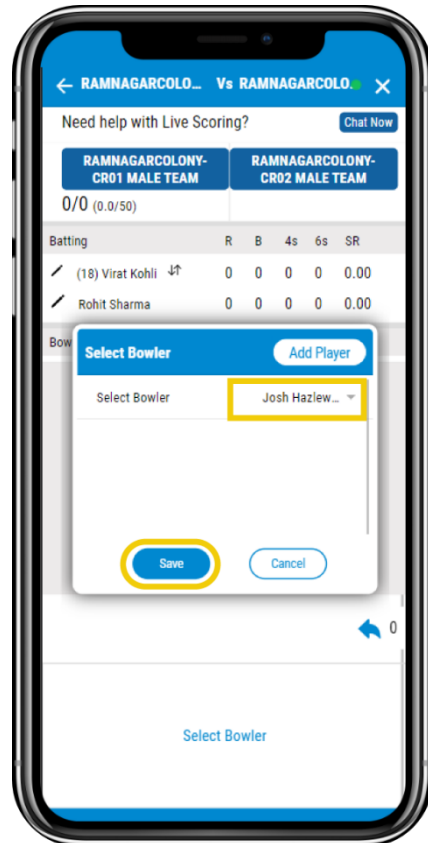 ← RAMNAGARCOLO... Vs RAMNAGARCOLO. ×
Need help with Live Scoring? Chat Now
RAMNAGARCOLONY-
CR01 MALE TEAM
RAMNAGARCOLONY-
CR02 MALE TEAM
0/0 (0.0/50)
Batting R B 4s 6s SR
(18) Virat Kohli ↓↑ 0 0 0 0 0.00
Rohit Sharma 0 0 0 0 0.00
Bow
Select Bowler Add Player
Select Bowler Josh Hazlew...
Save Cancel
0
Select Bowler